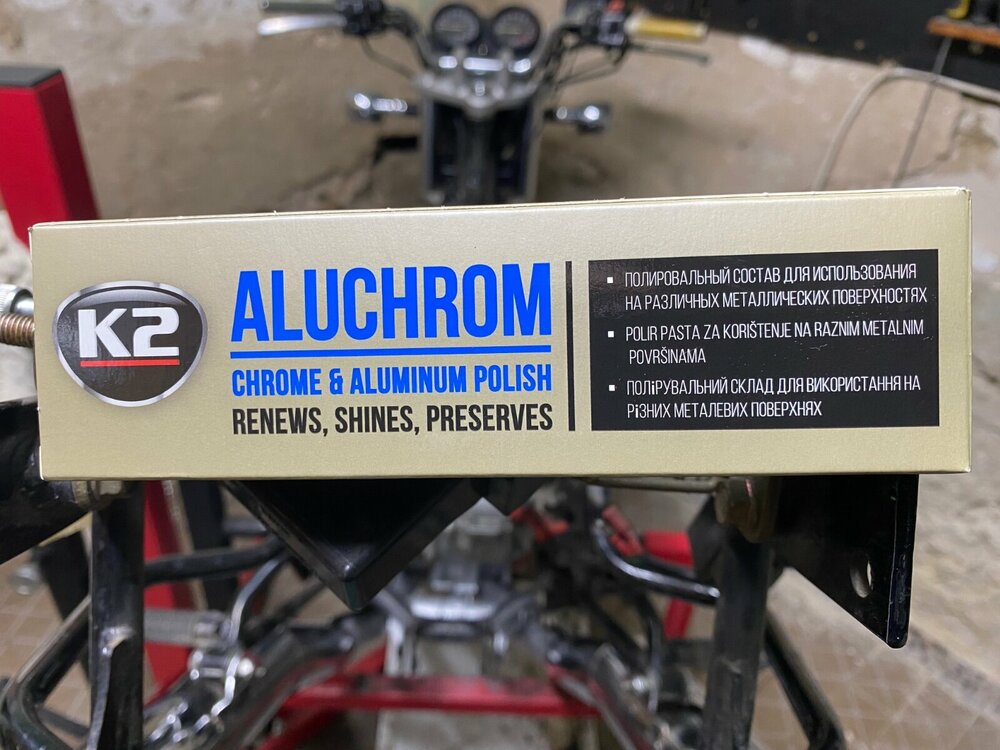 K2
ALUCHROM
CHROME & ALUMINUM POLISH
RENEWS, SHINES, PRESERVES
▪ ПОЛИРОВАЛЬНЫЙ СОСТАВ ДЛЯ ИСПОЛЬЗОВАНИЯ
НА РАЗЛИЧНЫХ МЕТАЛЛИЧЕСКИХ ПОВЕРХНОСТЯХ
▪ POLIR PASTA ZA KORIŠTENJE NA RAZNIM METALNIM
POVRŠINAMA
▪ ПОЛіРУВАЛЬНИЙ СКЛАД ДЛЯ ВИКОРИСТАННЯ НА
РіЗНИХ МЕТАЛЕВИХ ПОВЕРХНЯХ